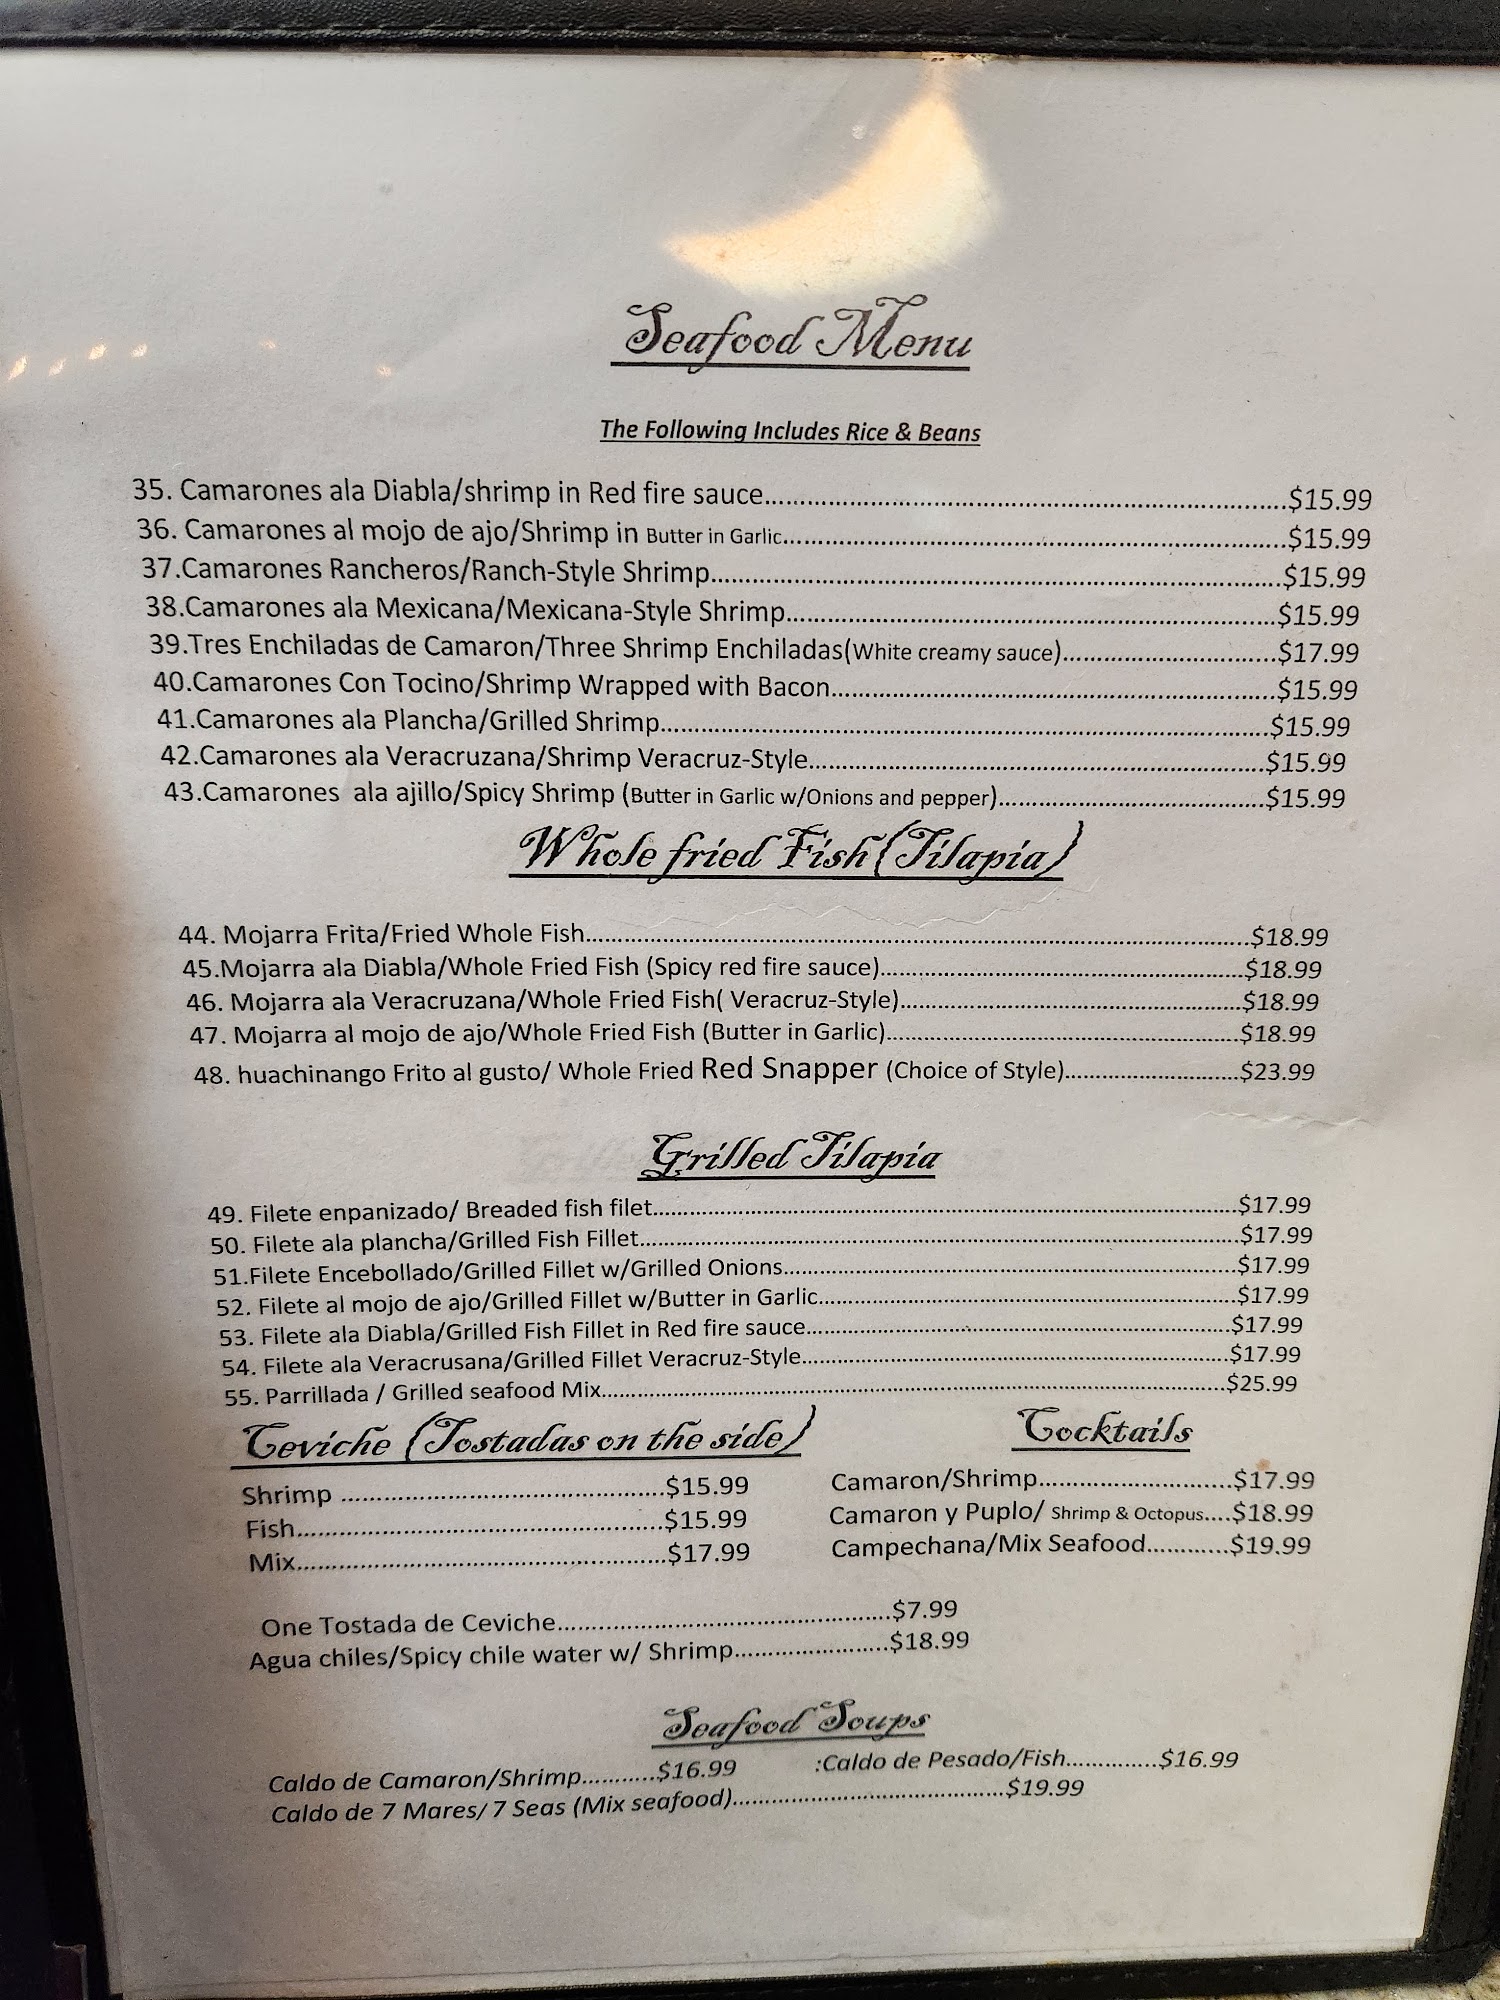 Seafood Menu
The Following Includes Rice & Beans
35. Camarones ala Diabla/shrimp in Red fire sauce...$15.99
36. Camarones al mojo de ajo/Shrimp in Butter in Garlic...$15.99
37.Camarones Rancheros/Ranch-Style Shrimp...$15.99
38.Camarones ala Mexicana/Mexicana-Style Shrimp...$15.99
39.Tres Enchiladas de Camaron/Three Shrimp Enchiladas(White creamy sauce)...$17.99
40.Camarones Con Tocino/Shrimp Wrapped with Bacon...$15.99
41.Camarones ala Plancha/Grilled Shrimp...$15.99
42.Camarones ala Veracruzana/Shrimp Veracruz-Style...$15.99
43.Camarones ala ajillo/Spicy Shrimp (Butter in Garlic w/Onions and pepper)...$15.99
Whole fried Fish(Tilapia)
44. Mojarra Frita/Fried Whole Fish...$18.99
45.Mojarra ala Diabla/Whole Fried Fish (Spicy red fire sauce)...$18.99
46. Mojarra ala Veracruzana/Whole Fried Fish( Veracruz-Style)...$18.99
47. Mojarra al mojo de ajo/Whole Fried Fish (Butter in Garlic)...$18.99
48. huachinango Frito al gusto/ Whole Fried Red Snapper (Choice of Style)...$23.99
Grilled Tilapia
49. Filete enpanizado/ Breaded fish filet...$17.99
50. Filete ala plancha/Grilled Fish Fillet...$17.99
51.Filete Encebollado/Grilled Fillet w/Grilled Onions...$17.99
52. Filete al mojo de ajo/Grilled Fillet w/Butter in Garlic...$17.99
53. Filete ala Diabla/Grilled Fish Fillet in Red fire sauce...$17.99
54. Filete ala Veracrusana/Grilled Fillet Veracruz-Style...$17.99
55. Parrillada / Grilled seafood Mix...$25.99
Ceviche (Tostadas on the side)
Shrimp ...$15.99
Fish...$15.99
Mix...$17.99
Cocktails
Camaron/Shrimp...$17.99
Camaron y Puplo/ Shrimp & Octopus....$18.99
Campechana/Mix Seafood...$19.99
One Tostada de Ceviche...$7.99
Agua chiles/Spicy chile water w/ Shrimp...$18.99
Seafood Soups
Caldo de Camaron/Shrimp...$16.99 :Caldo de Pesado/Fish...$16.99
Caldo de 7 Mares/ 7 Seas (Mix seafood)...$19.99